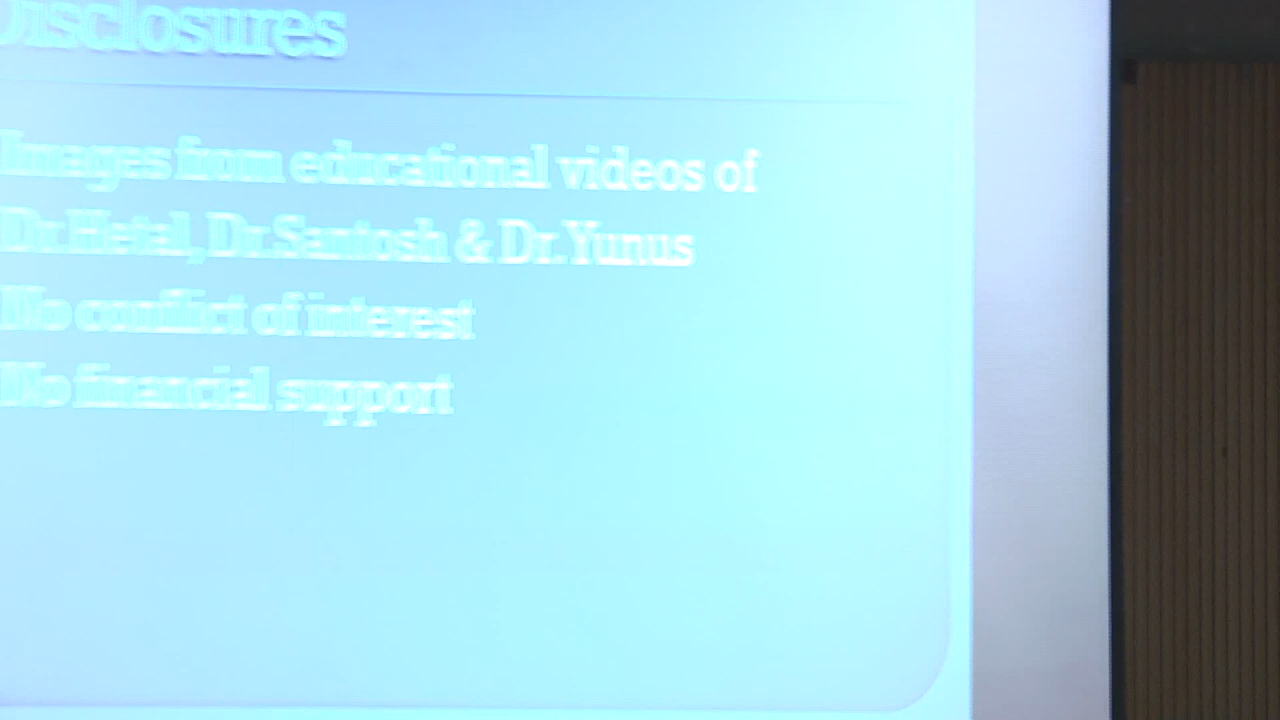 Disclosures
Images from educational videos of
Dr.Hetal, Dr.Santosh & Dr.Yunus
No conflict of interest
No financial support